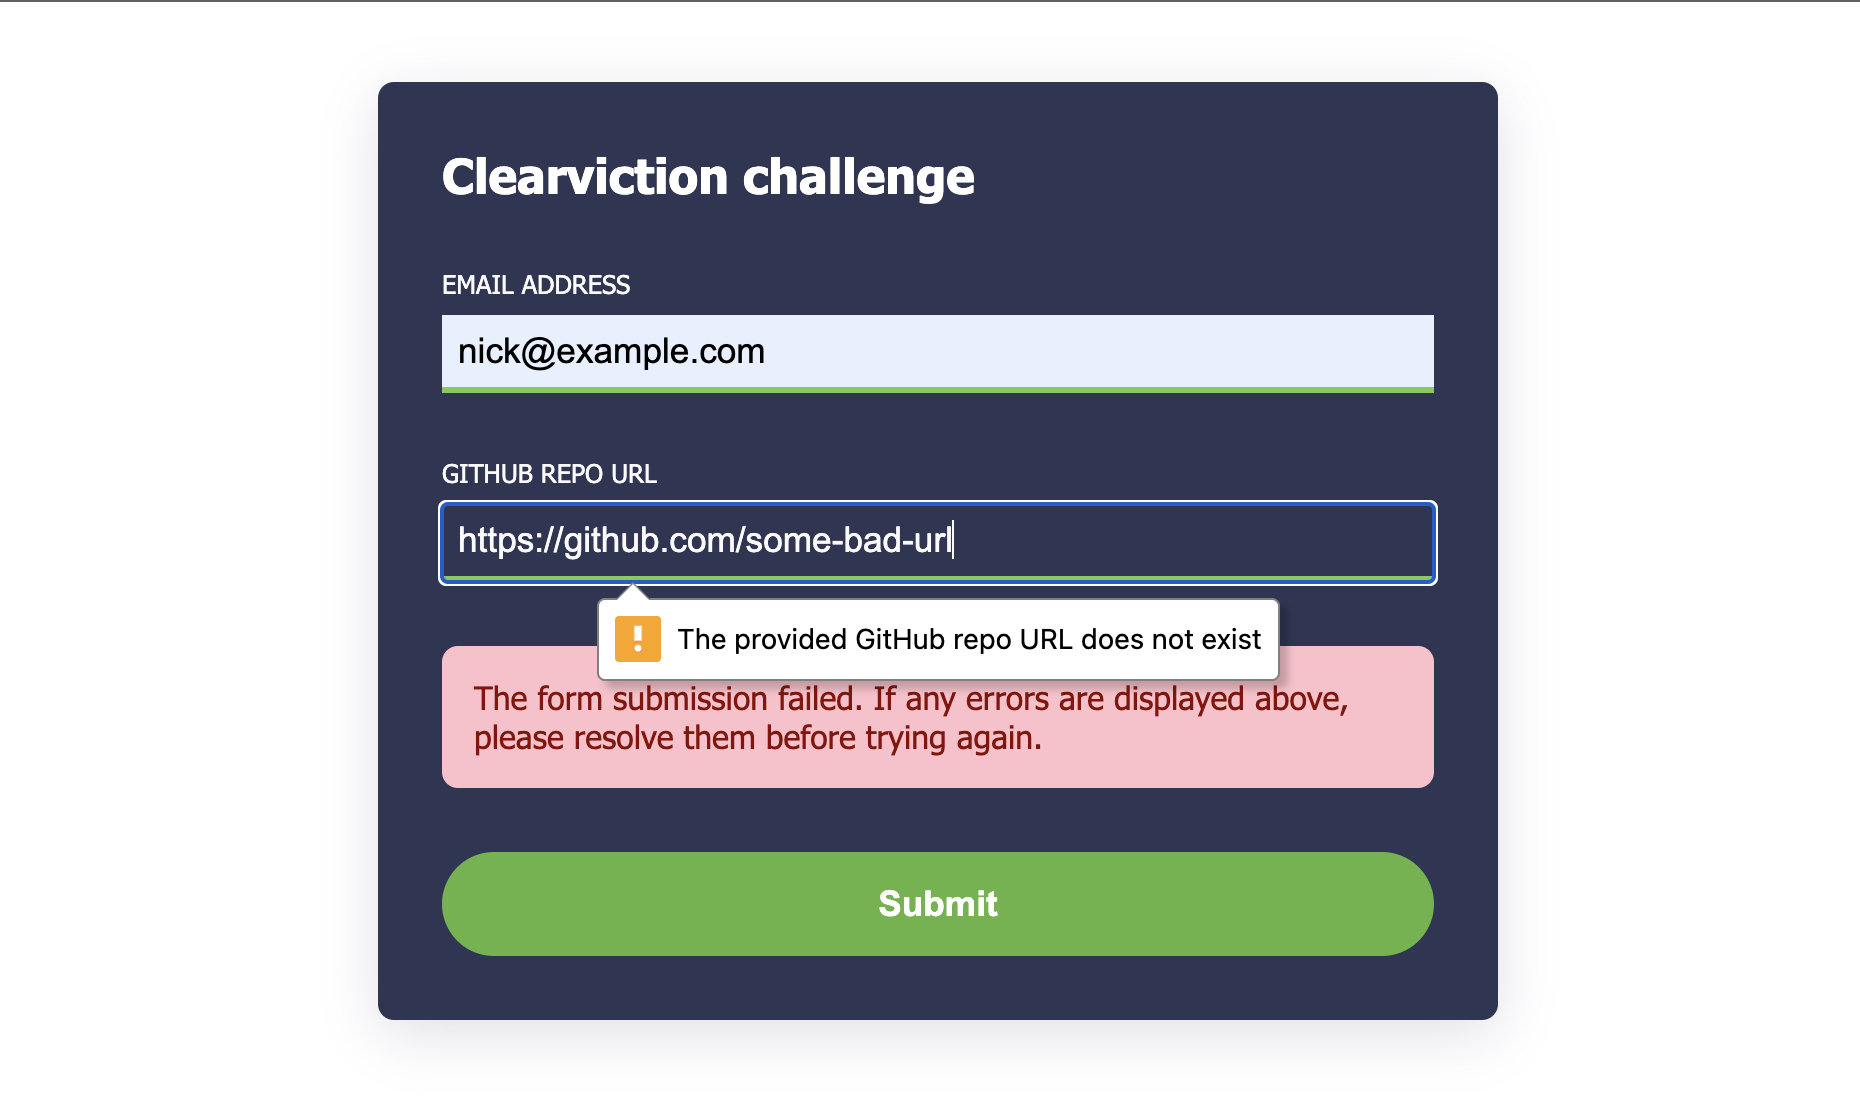 Clearviction challenge
EMAIL ADDRESS
nick@example.com
GITHUB REPO URL
https://github.com/some-bad-url
The provided GitHub repo URL does not exist
The form submission failed. If any errors are displayed above,
please resolve them before trying again.
Submit